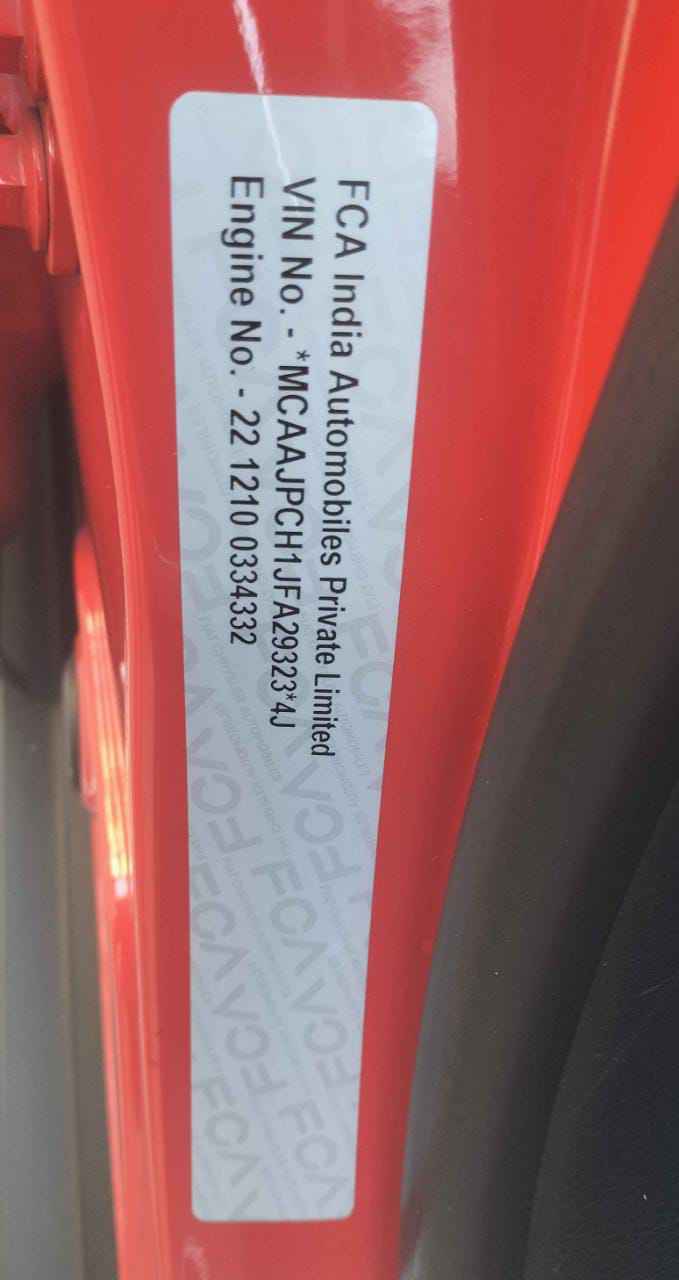 FCA India Automobiles Private Limited
VIN No. - *MCAAJPCH1JFA29323*4J
Engine No. - 22 1210 0334332